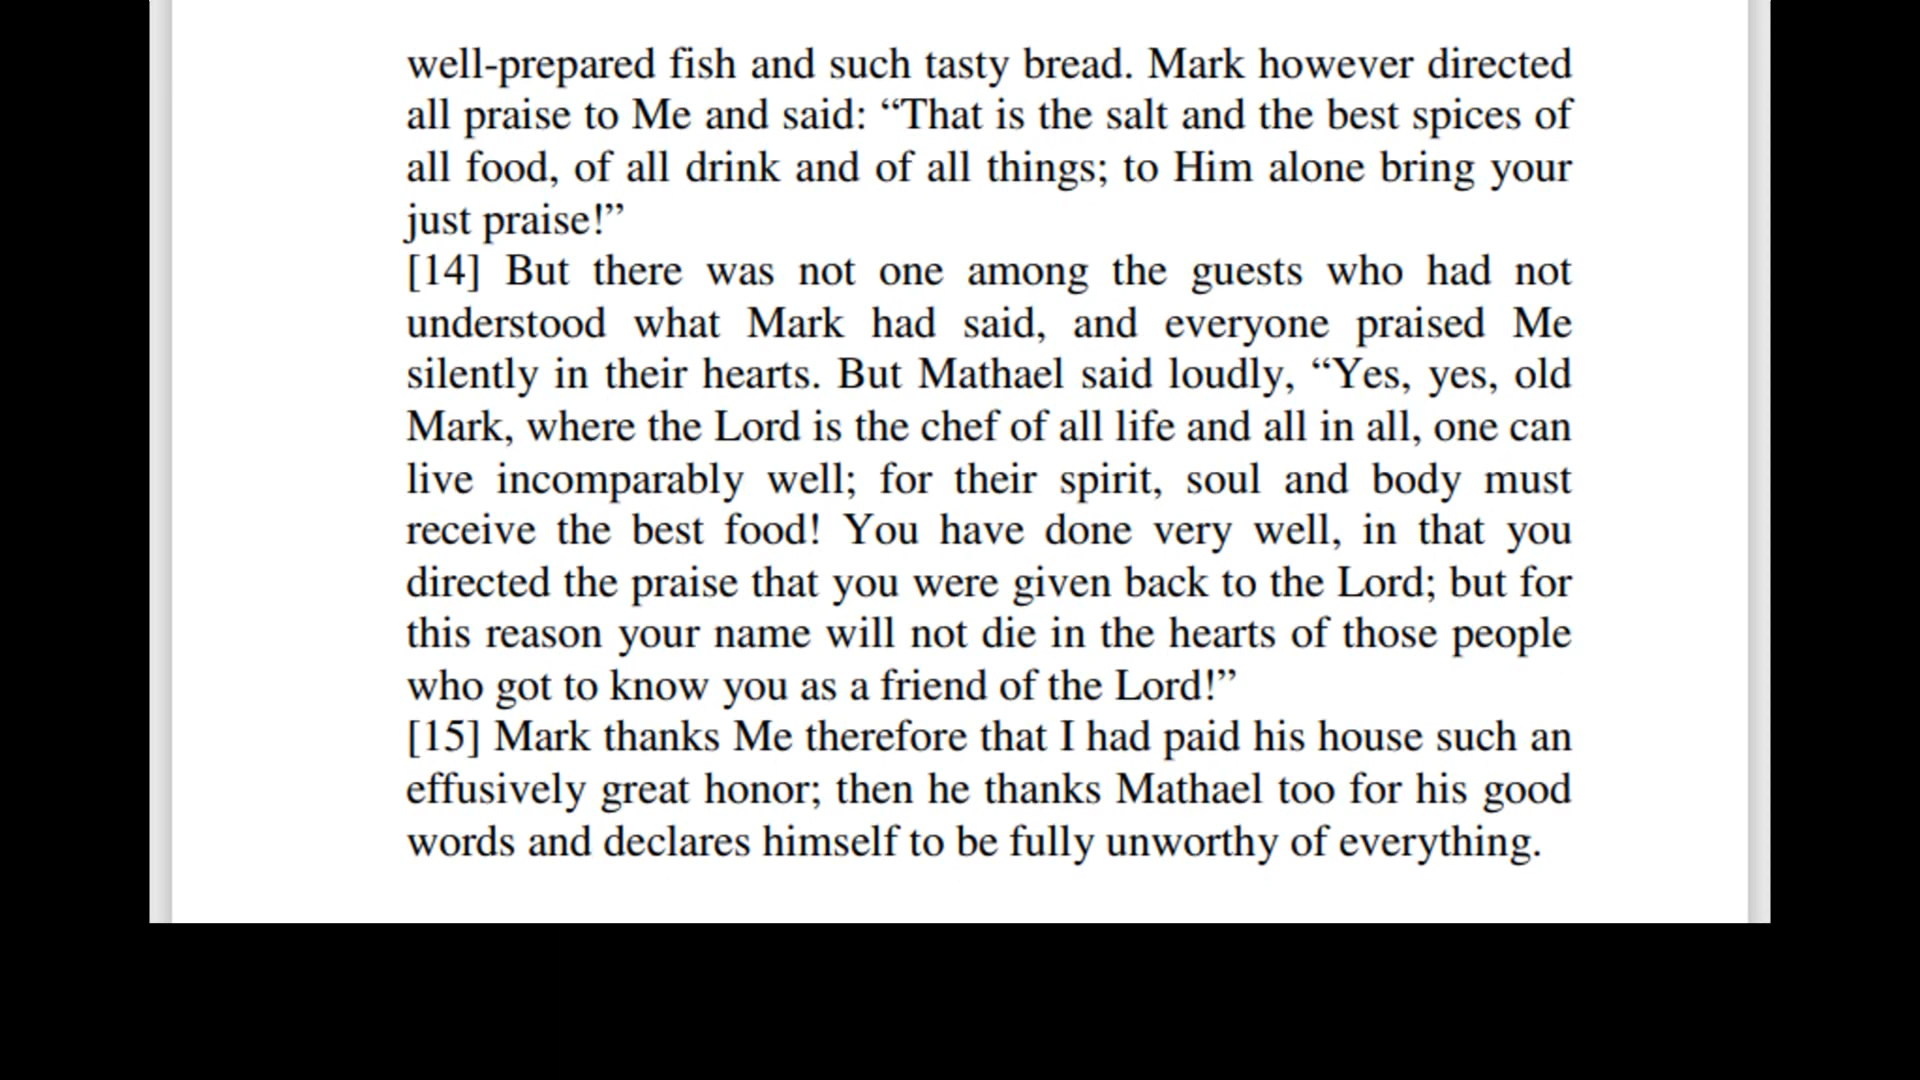 well-prepared fish and such tasty bread. Mark however directed
all praise to Me and said: “That is the salt and the best spices of
all food, of all drink and of all things; to Him alone bring your
just praise!”
[14] But there was not one among the guests who had not
understood what Mark had said, and everyone praised Me
silently in their hearts. But Mathael said loudly, “Yes, yes, old
Mark, where the Lord is the chef of all life and all in all, one can
live incomparably well; for their spirit, soul and body must
receive the best food! You have done very well, in that you
directed the praise that you were given back to the Lord; but for
this reason your name will not die in the hearts of those people
who got to know you as a friend of the Lord!”
[15] Mark thanks Me therefore that I had paid his house such an
effusively great honor; then he thanks Mathael too for his good
words and declares himself to be fully unworthy of everything.